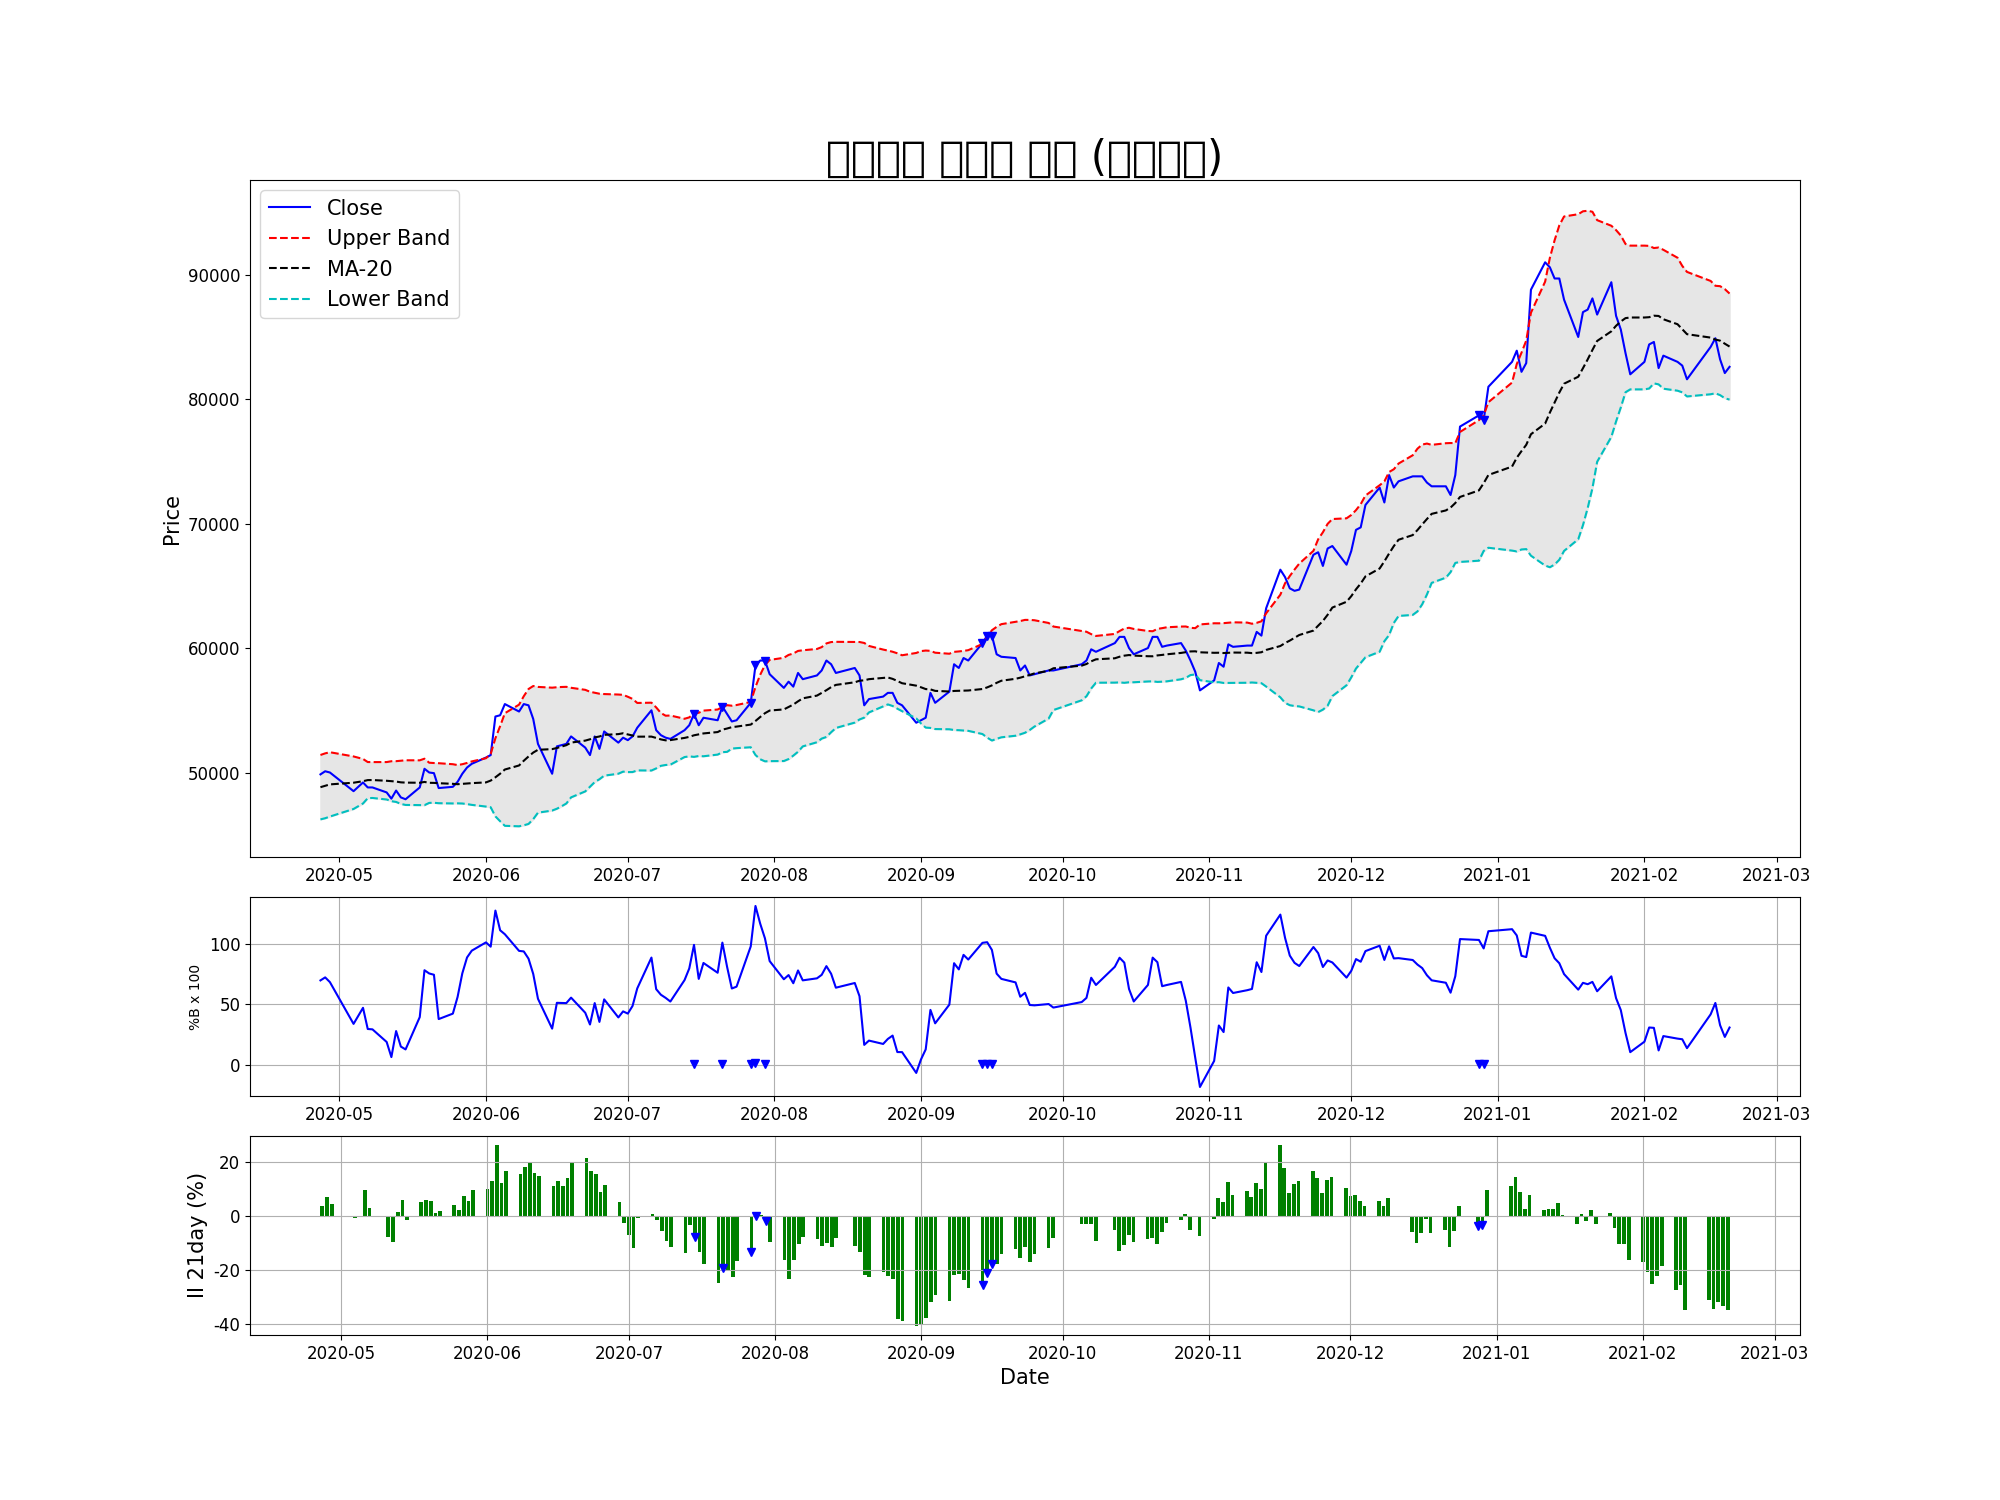 Close
Upper Band
MA-20
Lower Band
90000
80000
70000
60000
50000
Price
2020-05 2020-06 2020-07 2020-08 2020-09 2020-10 2020-11 2020-12 2021-01 2021-02 2021-03
100
50
0
%B x 100
2020-05 2020-06 2020-07 2020-08 2020-09 2020-10 2020-11 2020-12 2021-01 2021-02 2021-03
20
0
-20
-40
II 21day (%)
2020-05 2020-06 2020-07 2020-08 2020-09 2020-10 2020-11 2020-12 2021-01 2021-02 2021-03
Date